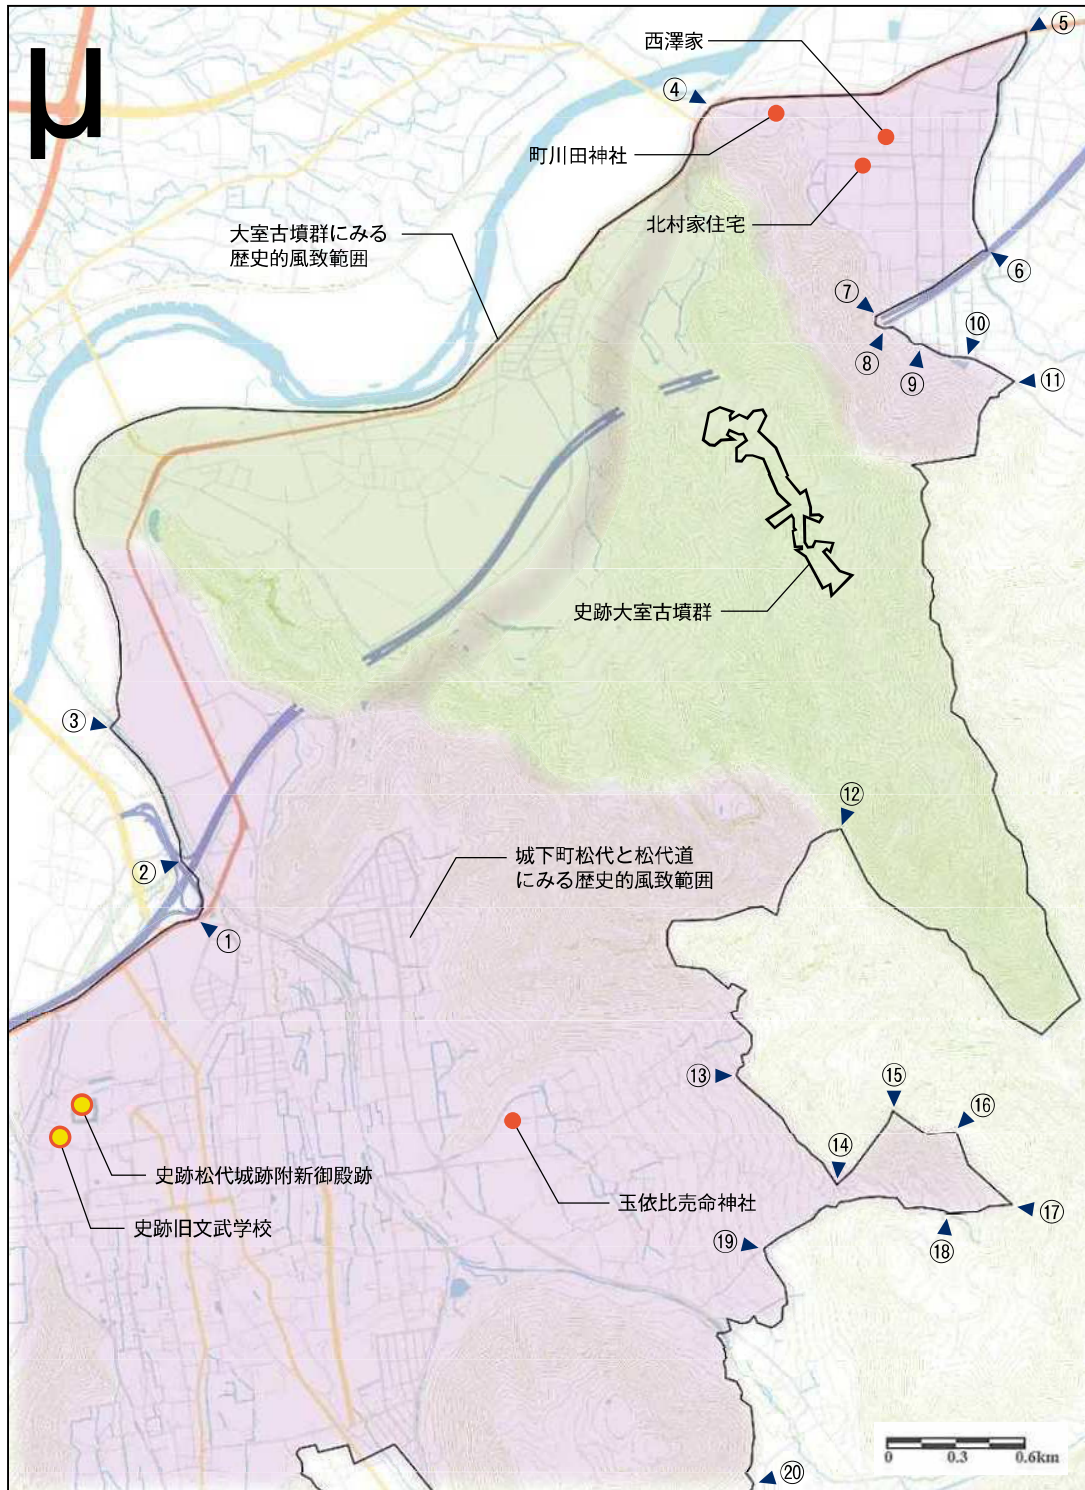 μ
⑤
西澤家
④
町川田神社
北村家住宅
大室古墳群にみる
歴史的風致範囲
⑥
⑦
⑩
⑧
⑨
⑪
史跡大室古墳群
③
⑫
城下町松代と松代道
にみる歴史的風致範囲
②
①
⑬
⑮
⑯
⑭
史跡松代城跡附新御殿跡
玉依比売命神社
⑰
史跡旧文武学校
⑲
⑱
0 0.3 0.6km
⑳